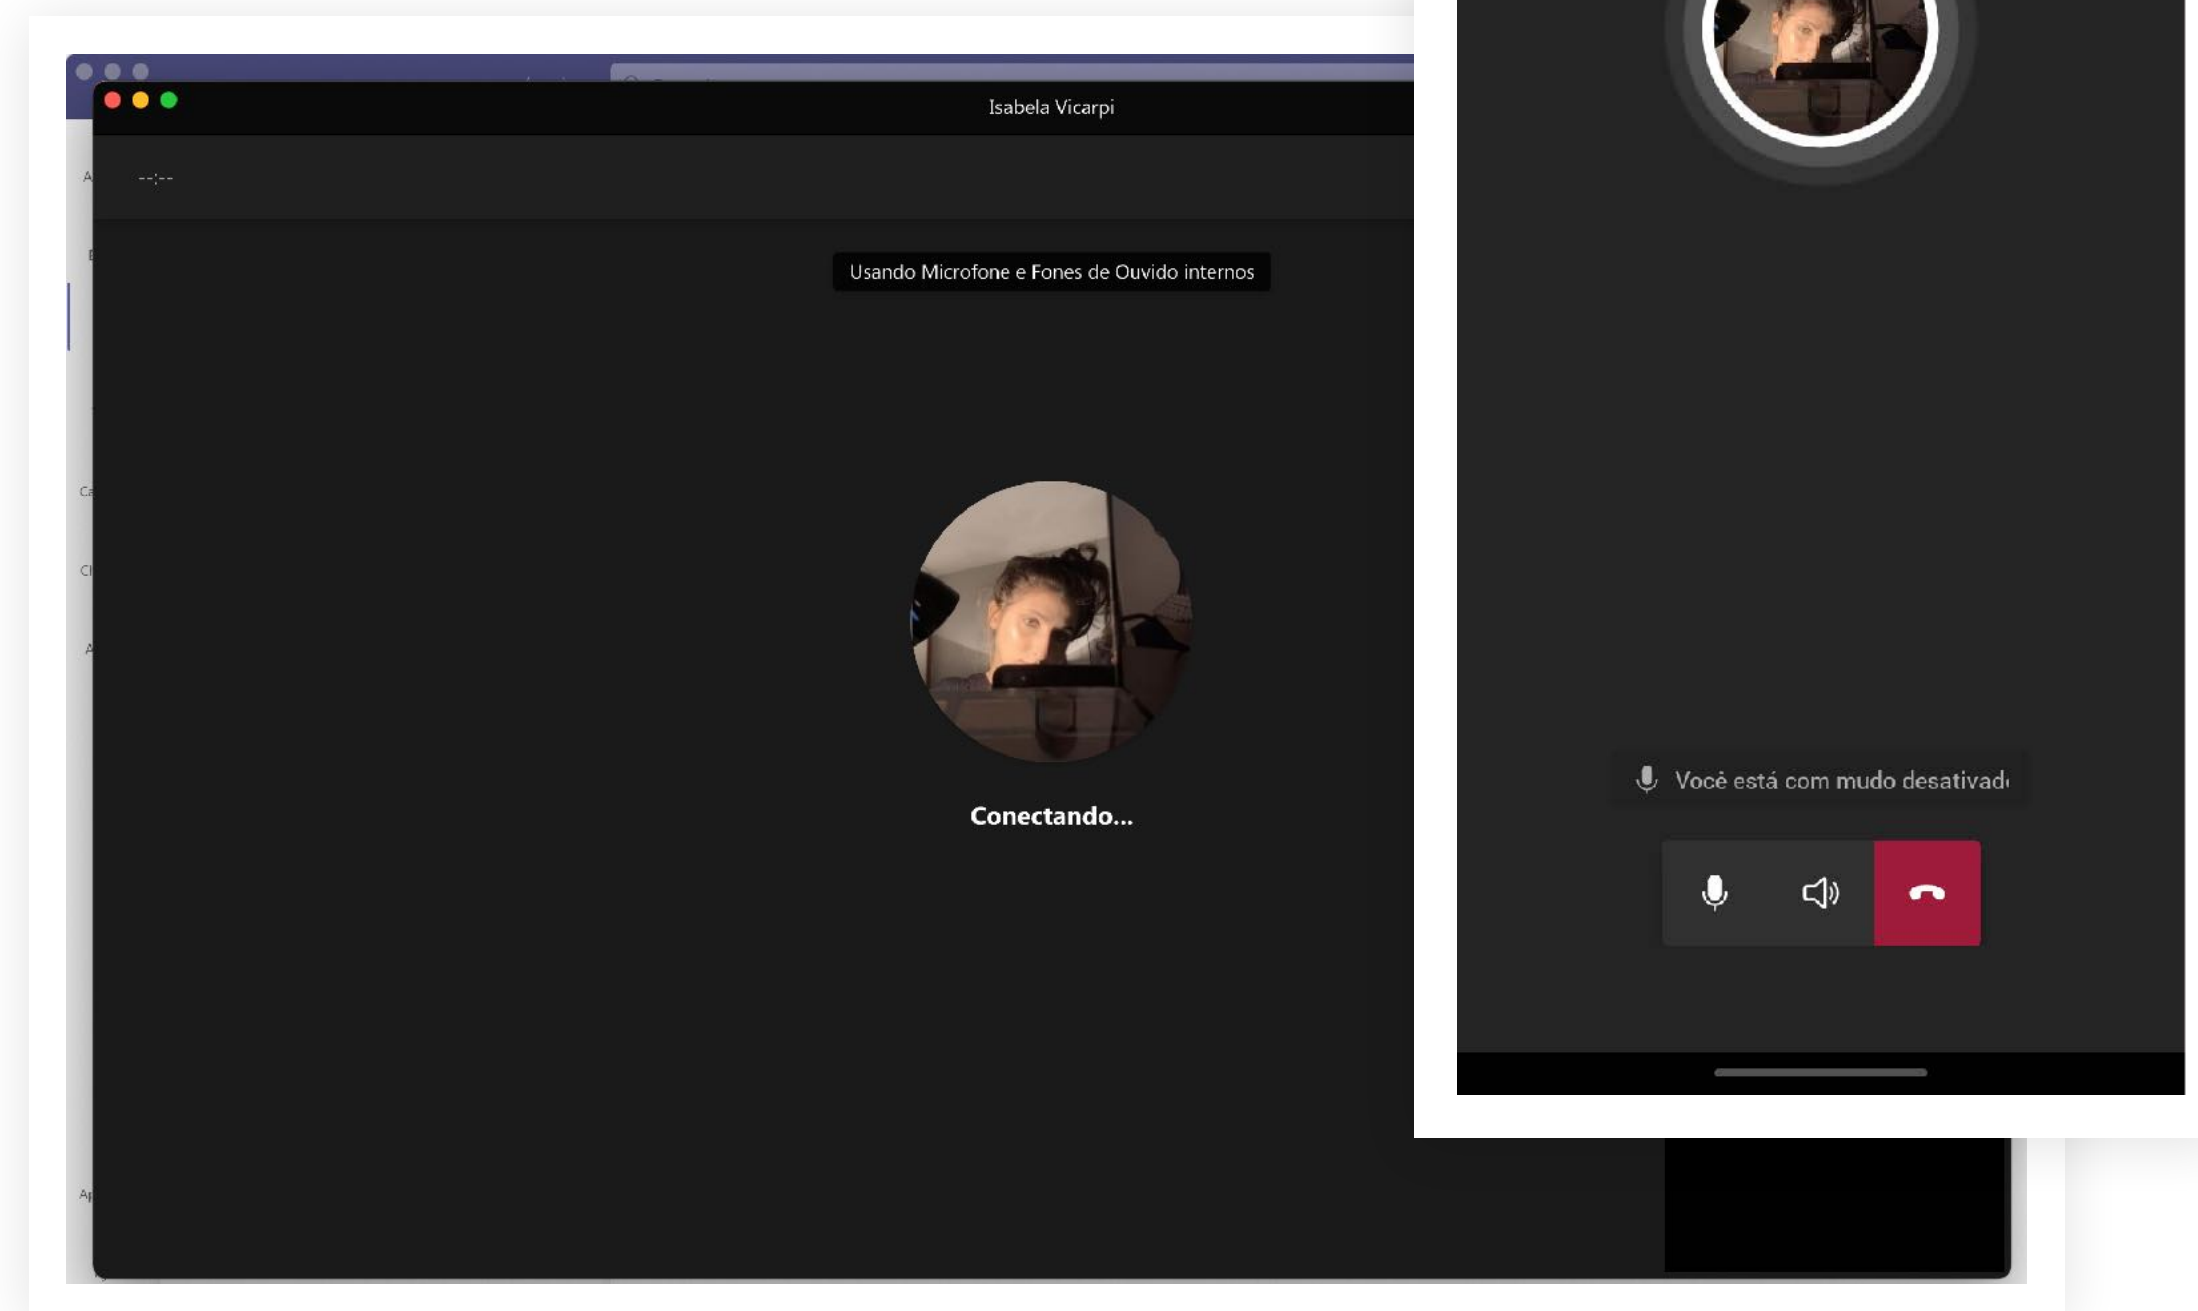 Isabela Vicarpi
--:--
Usando Microfone e Fones de Ouvido internos
Conectando...
Você está com mudo desativad